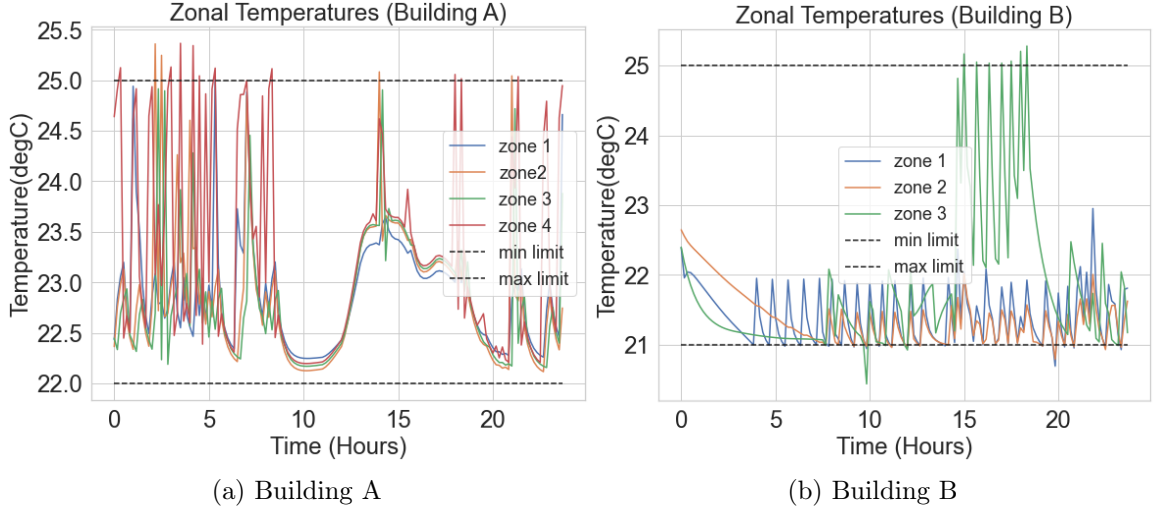 Zonal Temperatures (Building A)
Temperature(degC)
25.5
25.0
24.5
24.0
23.5
23.0
22.5
22.0
zone 1
zone2
zone 3
zone 4
min limit
max limit
0
5
10
15
20
Time (Hours)
(a) Building A
Zonal Temperatures (Building B)
Temperature(degC)
25
24
23
22
21
zone 1
zone 2
zone 3
min limit
max limit
0
5
10
15
20
Time (Hours)
(b) Building B